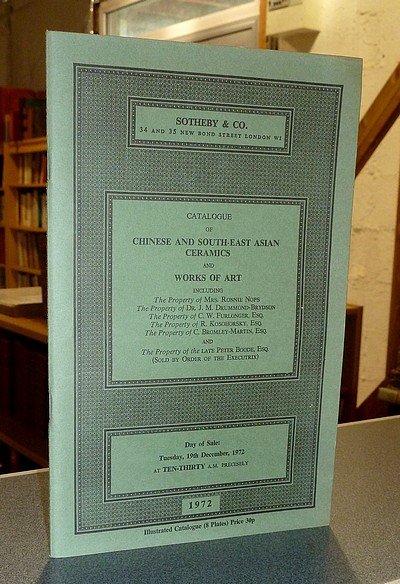 SOTHEBY & CO.
34 AND 35 NEW BOND STREET LONDON W1
CATALOGUE
OF
CHINESE AND SOUTH-EAST ASIAN
CERAMICS
AND
WORKS OF ART
INCLUDING
The Property of MRS. RONNIE NOPS
The Property of DR. J. M. DRUMMOND-BRYDSON
The Property of C. W. FURLONGER, ESQ.
The Property of R. KOSOHORSKY, ESQ.
The Property of C. BROMLEY-MARTIN, ESQ.
AND
The Property of the LATE PETER BOODE, ESQ.
(SOLD BY ORDER OF THE EXECUTRIX)
Day of Sale:
Tuesday, 19th December, 1972
AT TEN-THIRTY A.M. PRECISELY
1972
Illustrated Catalogue (8 Plates) Price 30p